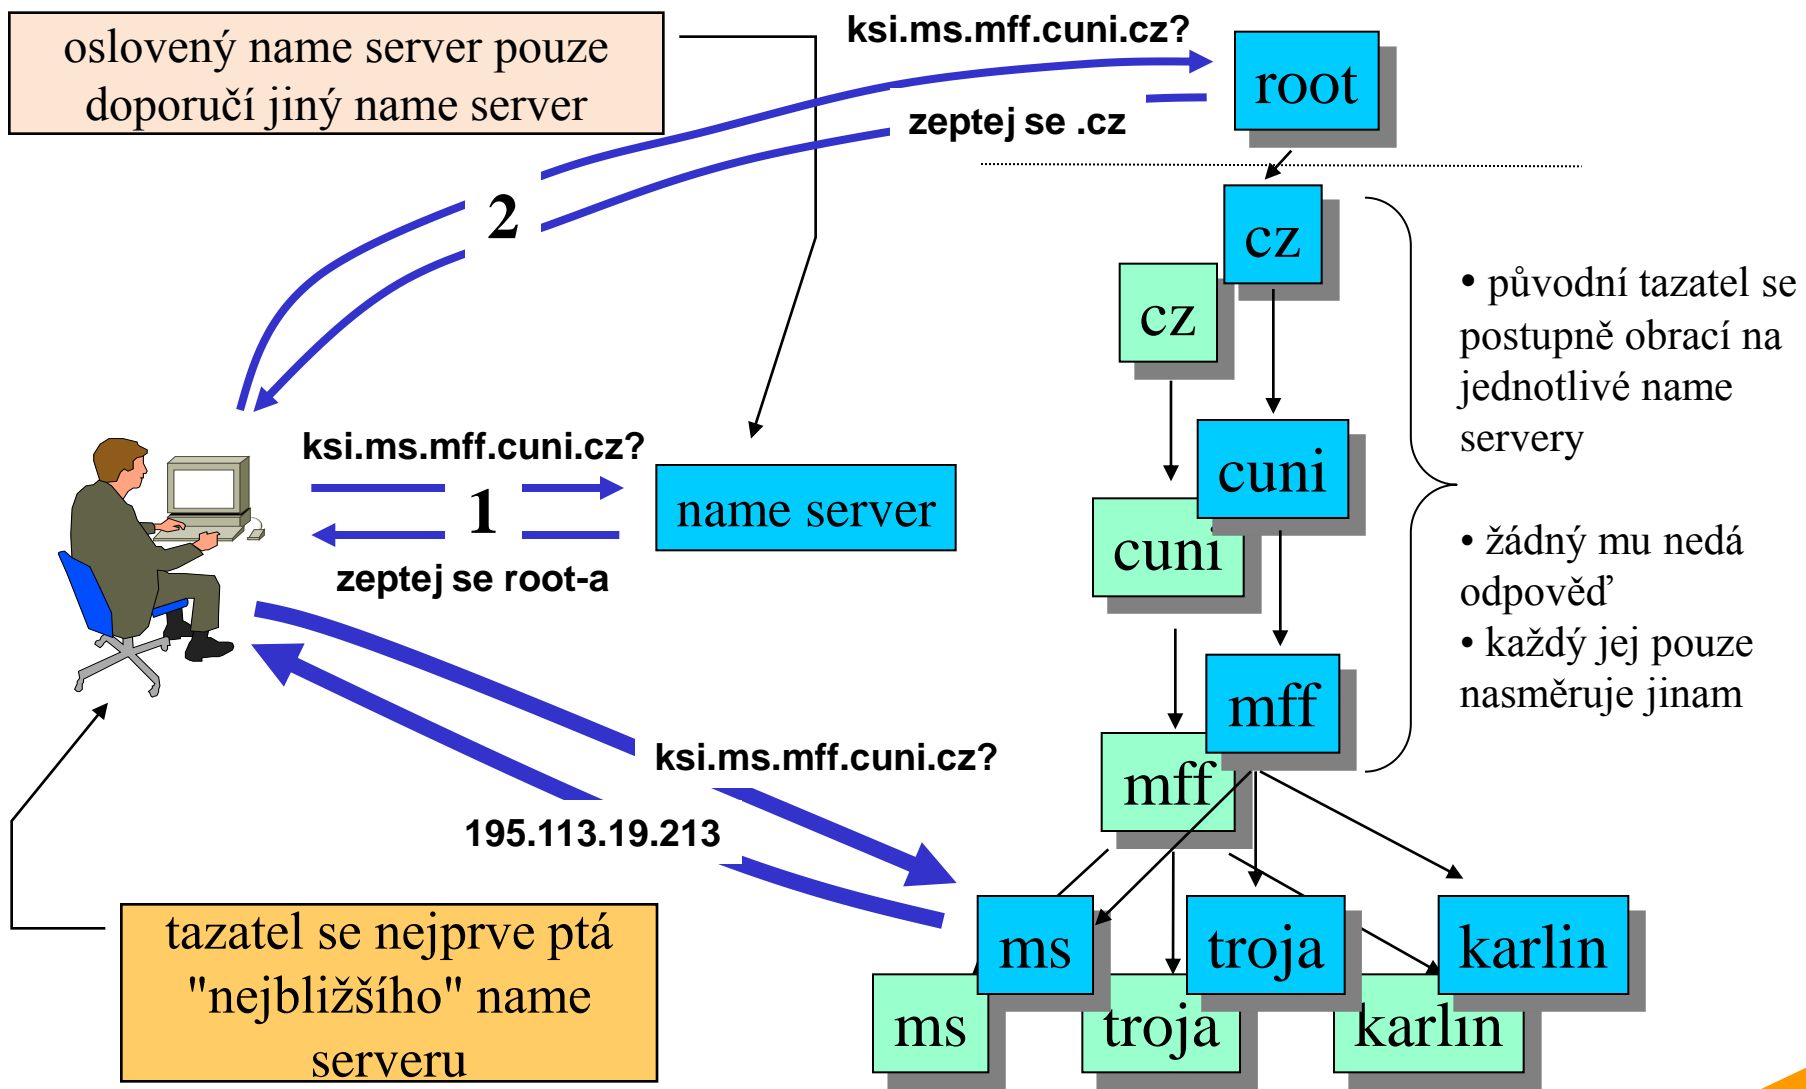 oslovený name server pouze
doporučí jiný name server
ksi.ms.mff.cuni.cz?
root
zeptej se .cz
2
cz
cz
• původní tazatel se
postupně obrací na
jednotlivé name
servery
• žádný mu nedá
odpověď
• každý jej pouze
nasměruje jinam
ksi.ms.mff.cuni.cz?
1
name server
zeptej se root-a
cuni
cuni
mff
mff
ksi.ms.mff.cuni.cz?
195.113.19.213
tazatel se nejprve ptá
"nejbližšího" name
serveru
ms
troja
karlin
ms
troja
karlin